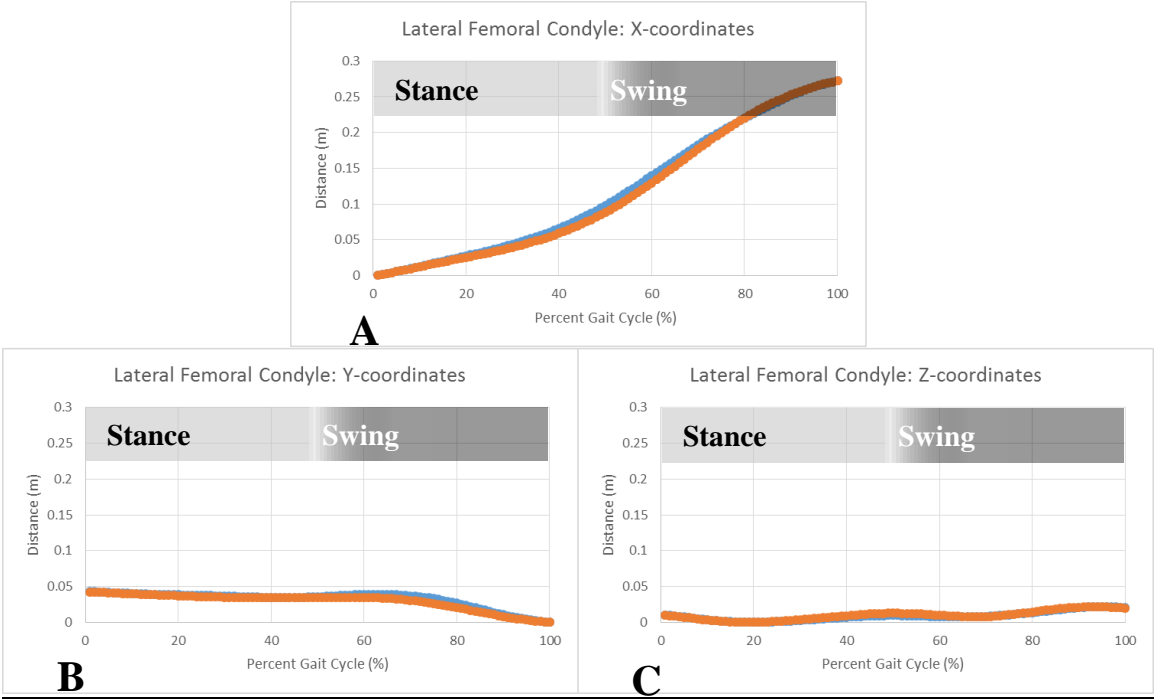 Lateral Femoral Condyle: X-coordinates
0.3
0.25
0.2
0.15
0.1
0.05
0
Distance (m)
Stance
Swing
0 20 40 60 80 100
Percent Gait Cycle (%)
A
Lateral Femoral Condyle: Y-coordinates
0.3
0.25
0.2
0.15
0.1
0.05
0
Distance (m)
Stance
Swing
0 20 40 60 80 100
Percent Gait Cycle (%)
B
Lateral Femoral Condyle: Z-coordinates
0.3
0.25
0.2
0.15
0.1
0.05
0
Distance (m)
Stance
Swing
0 20 40 60 80 100
Percent Gait Cycle (%)
C